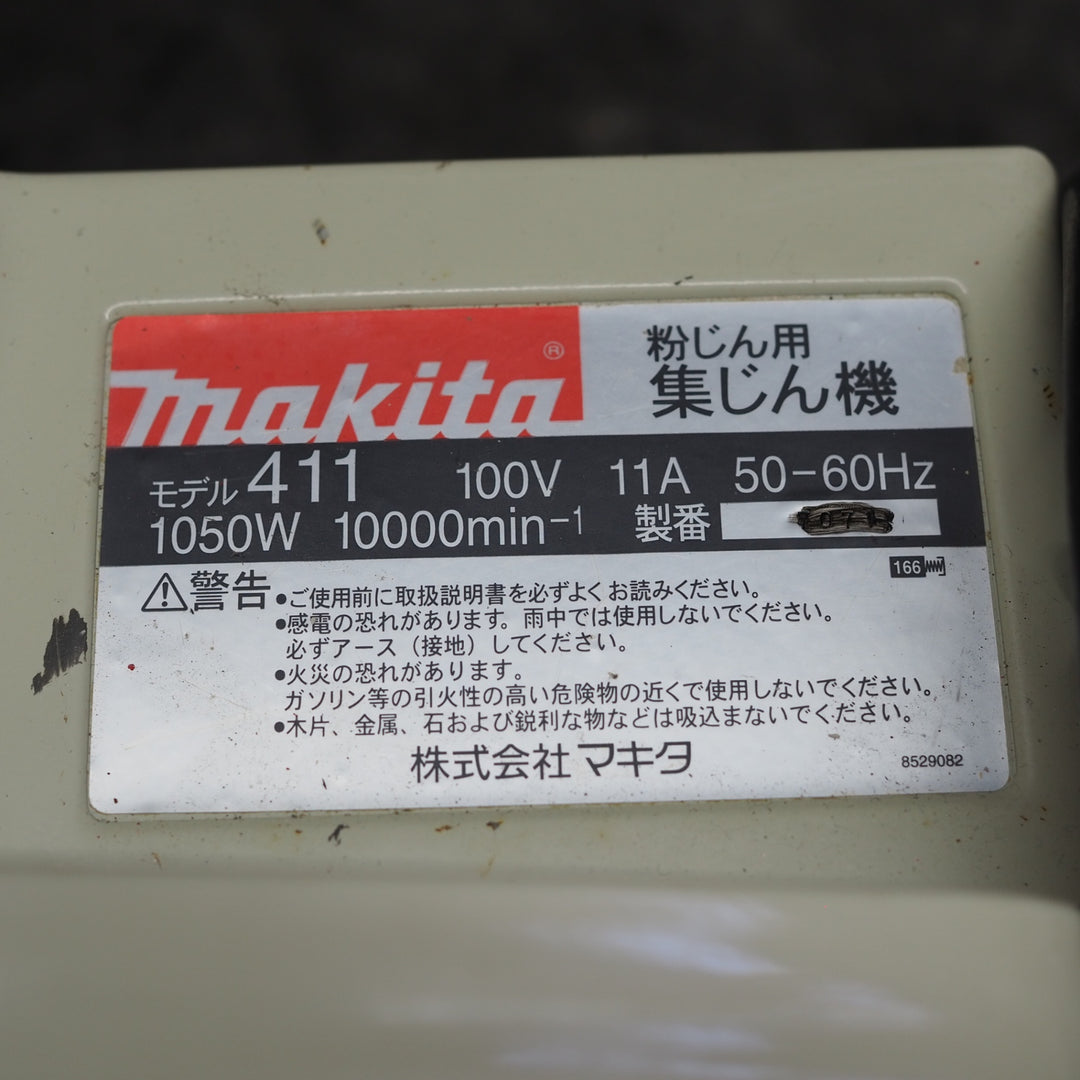 makita®
粉じん用
集じん機
モデル 411 100V 11A 50-60Hz
1050W 10000min-1 製番
166
⚠警告 •ご使用前に取扱説明書を必ずよくお読みください。
•感電の恐れがあります。雨中では使用しないでください。
必ずアース（接地）してください。
•火災の恐れがあります。
ガソリン等の引火性の高い危険物の近くで使用しないでください。
•木片、金属、石および鋭利な物などは吸込まないでください。
株式会社 マキタ
8529082